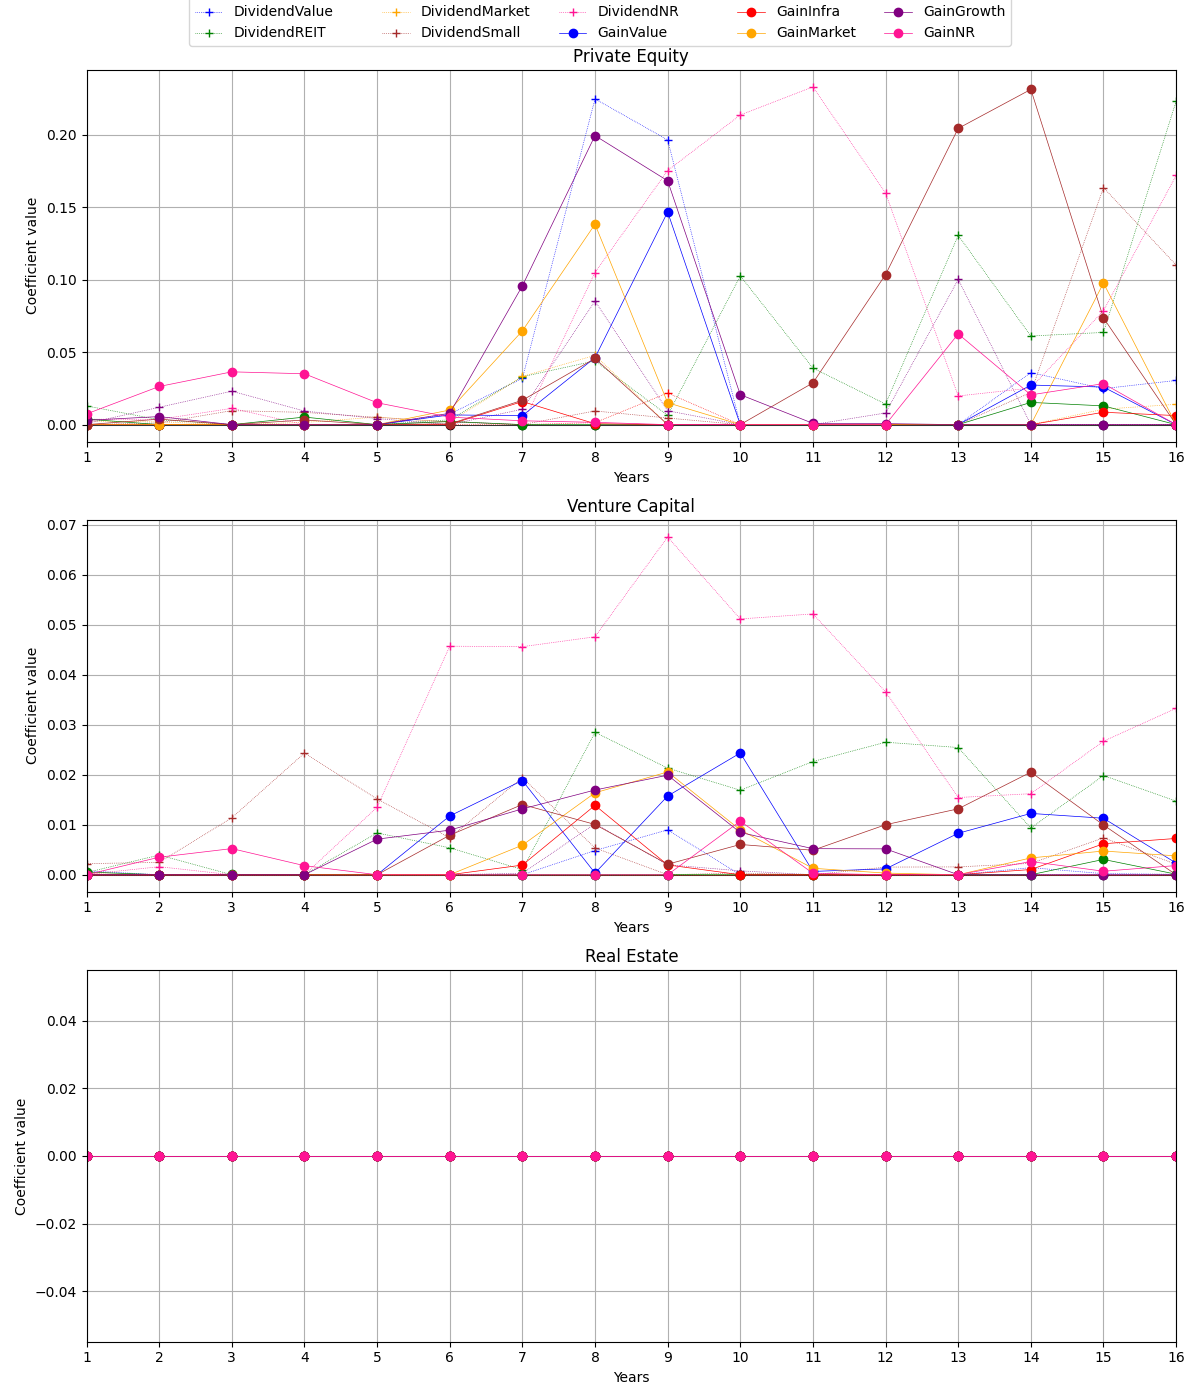 DividendValue DividendMarket DividendNR GainInfra GainGrowth
DividendREIT DividendSmall GainValue GainMarket GainNR
Private Equity
0.20
0.15
0.10
0.05
0.00
Coefficient value
1 2 3 4 5 6 7 8 9 10 11 12 13 14 15 16
Years
Venture Capital
0.07
0.06
0.05
0.04
0.03
0.02
0.01
0.00
Coefficient value
1 2 3 4 5 6 7 8 9 10 11 12 13 14 15 16
Years
Real Estate
0.04
0.02
0.00
−0.02
−0.04
Coefficient value
1 2 3 4 5 6 7 8 9 10 11 12 13 14 15 16
Years